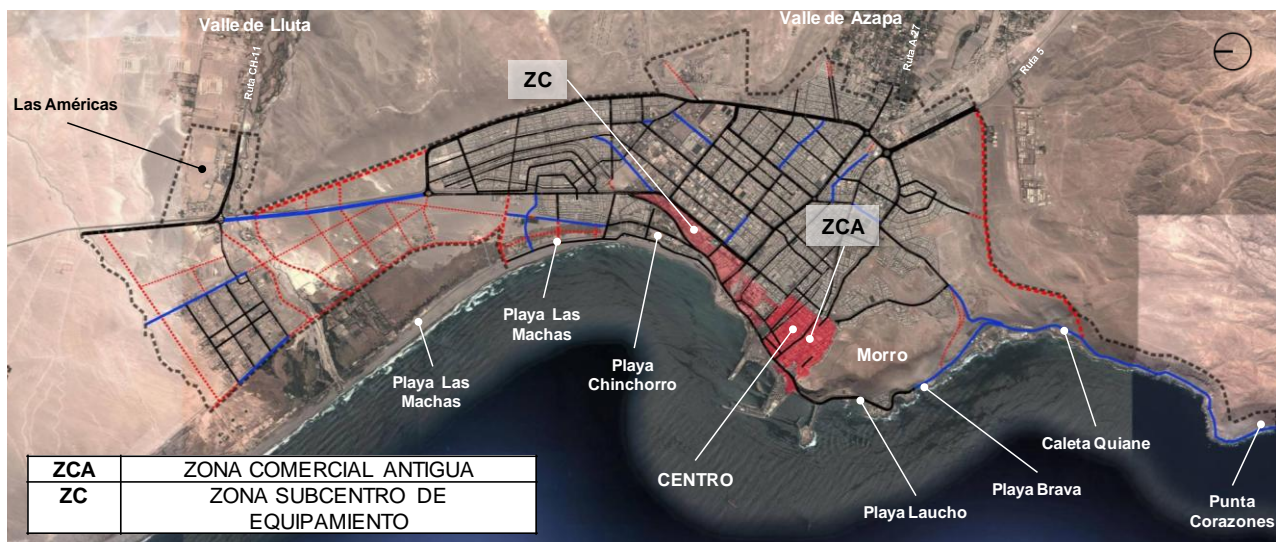 Valle de Lluta
Valle de Azapa
Ruta CH-11
Ruta A-27
Ruta 5
ZC
Las Américas
ZCA
Playa Las
Machas
Playa
Chinchorro
Playa Las
Machas
Morro
CENTRO
Playa Laucho
Playa Brava
Caleta Quiane
Punta
Corazones
ZCA ZONA COMERCIAL ANTIGUA
ZC ZONA SUBCENTRO DE
EQUIPAMIENTO